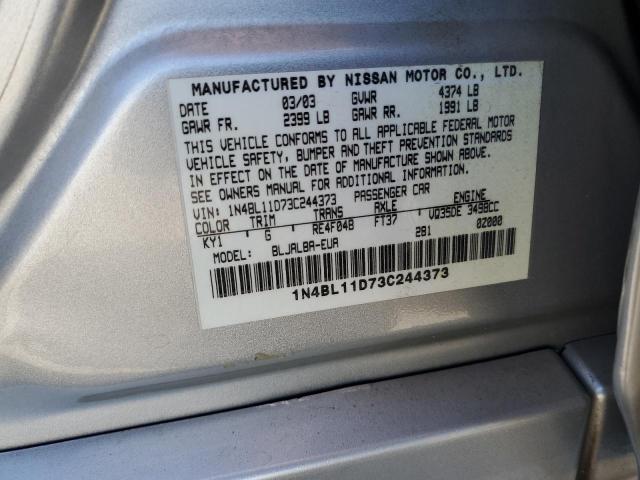 MANUFACTURED BY NISSAN MOTOR CO., LTD.
DATE 03/03 GVWR 4374 LB
GAWR FR. 2399 LB GAWR RR. 1991 LB
THIS VEHICLE CONFORMS TO ALL APPLICABLE FEDERAL MOTOR
VEHICLE SAFETY, BUMPER AND THEFT PREVENTION STANDARDS
IN EFFECT ON THE DATE OF MANUFACTURE SHOWN ABOVE.
SEE OWNERS MANUAL FOR ADDITIONAL INFORMATION
VIN: 1N4BL11D73C244373 PASSENGER CAR
COLOR TRIM TRANS AXLE ENGINE
KY1 G RE4F04B FT37 VQ35DE 3498CC
MODEL: BLJALBA-EUA 2B1 02000
1N4BL11D73C244373